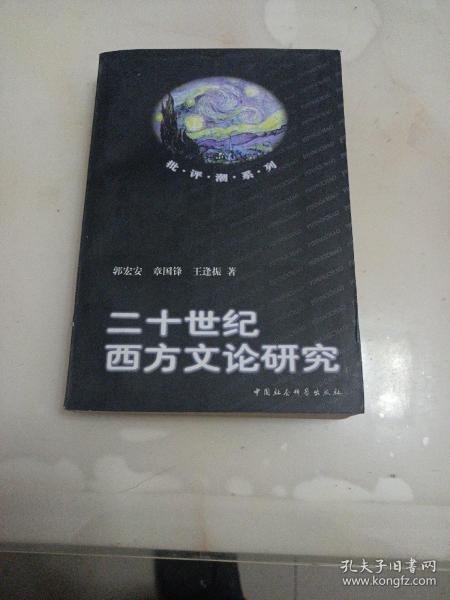 批·评·潮·系·列
郭宏安 章国锋 王逢振 著
二十世纪
西方文论研究
中国社会科学出版社
孔夫子旧书网
www.kongfz.com